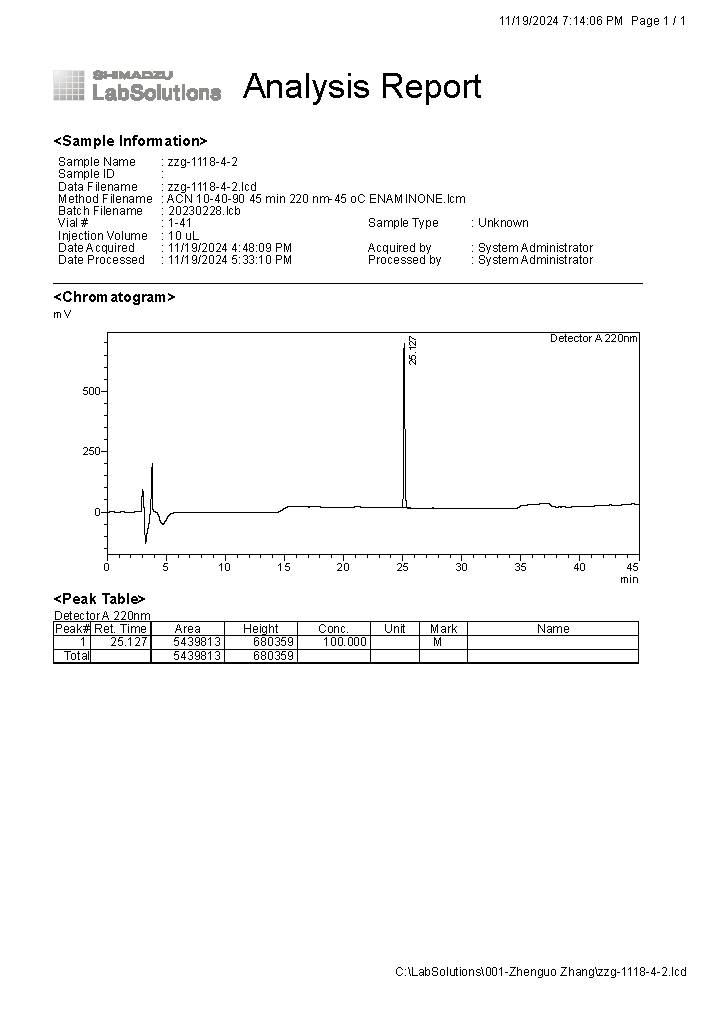 11/19/2024 7:14:06 PM Page 1 / 1
SHIMADZU
LabSolutions
Analysis Report
<Sample Information>
Sample Name : zzg-1118-4-2
Sample ID :
Data Filename : zzg-1118-4-2.lcd
Method Filename : ACN 10-40-90 45 min 220 nm-45 oC ENAMINONE.lcm
Batch Filename : 20230228.lcb
Vial # : 1-41 Sample Type : Unknown
Injection Volume : 10 uL
Date Acquired : 11/19/2024 4:48:09 PM Acquired by : System Administrator
Date Processed : 11/19/2024 5:33:10 PM Processed by : System Administrator
<Chromatogram>
mV
Detector A 220nm
25.127
500
250
0
0 5 10 15 20 25 30 35 40 45
min
<Peak Table>
Detector A 220nm
Peak# Ret. Time Area Height Conc. Unit Mark Name
1 25.127 5439813 680359 100.000 M
Total 5439813 680359
C:\LabSolutions\001-Zhenguo Zhang\zzg-1118-4-2.lcd